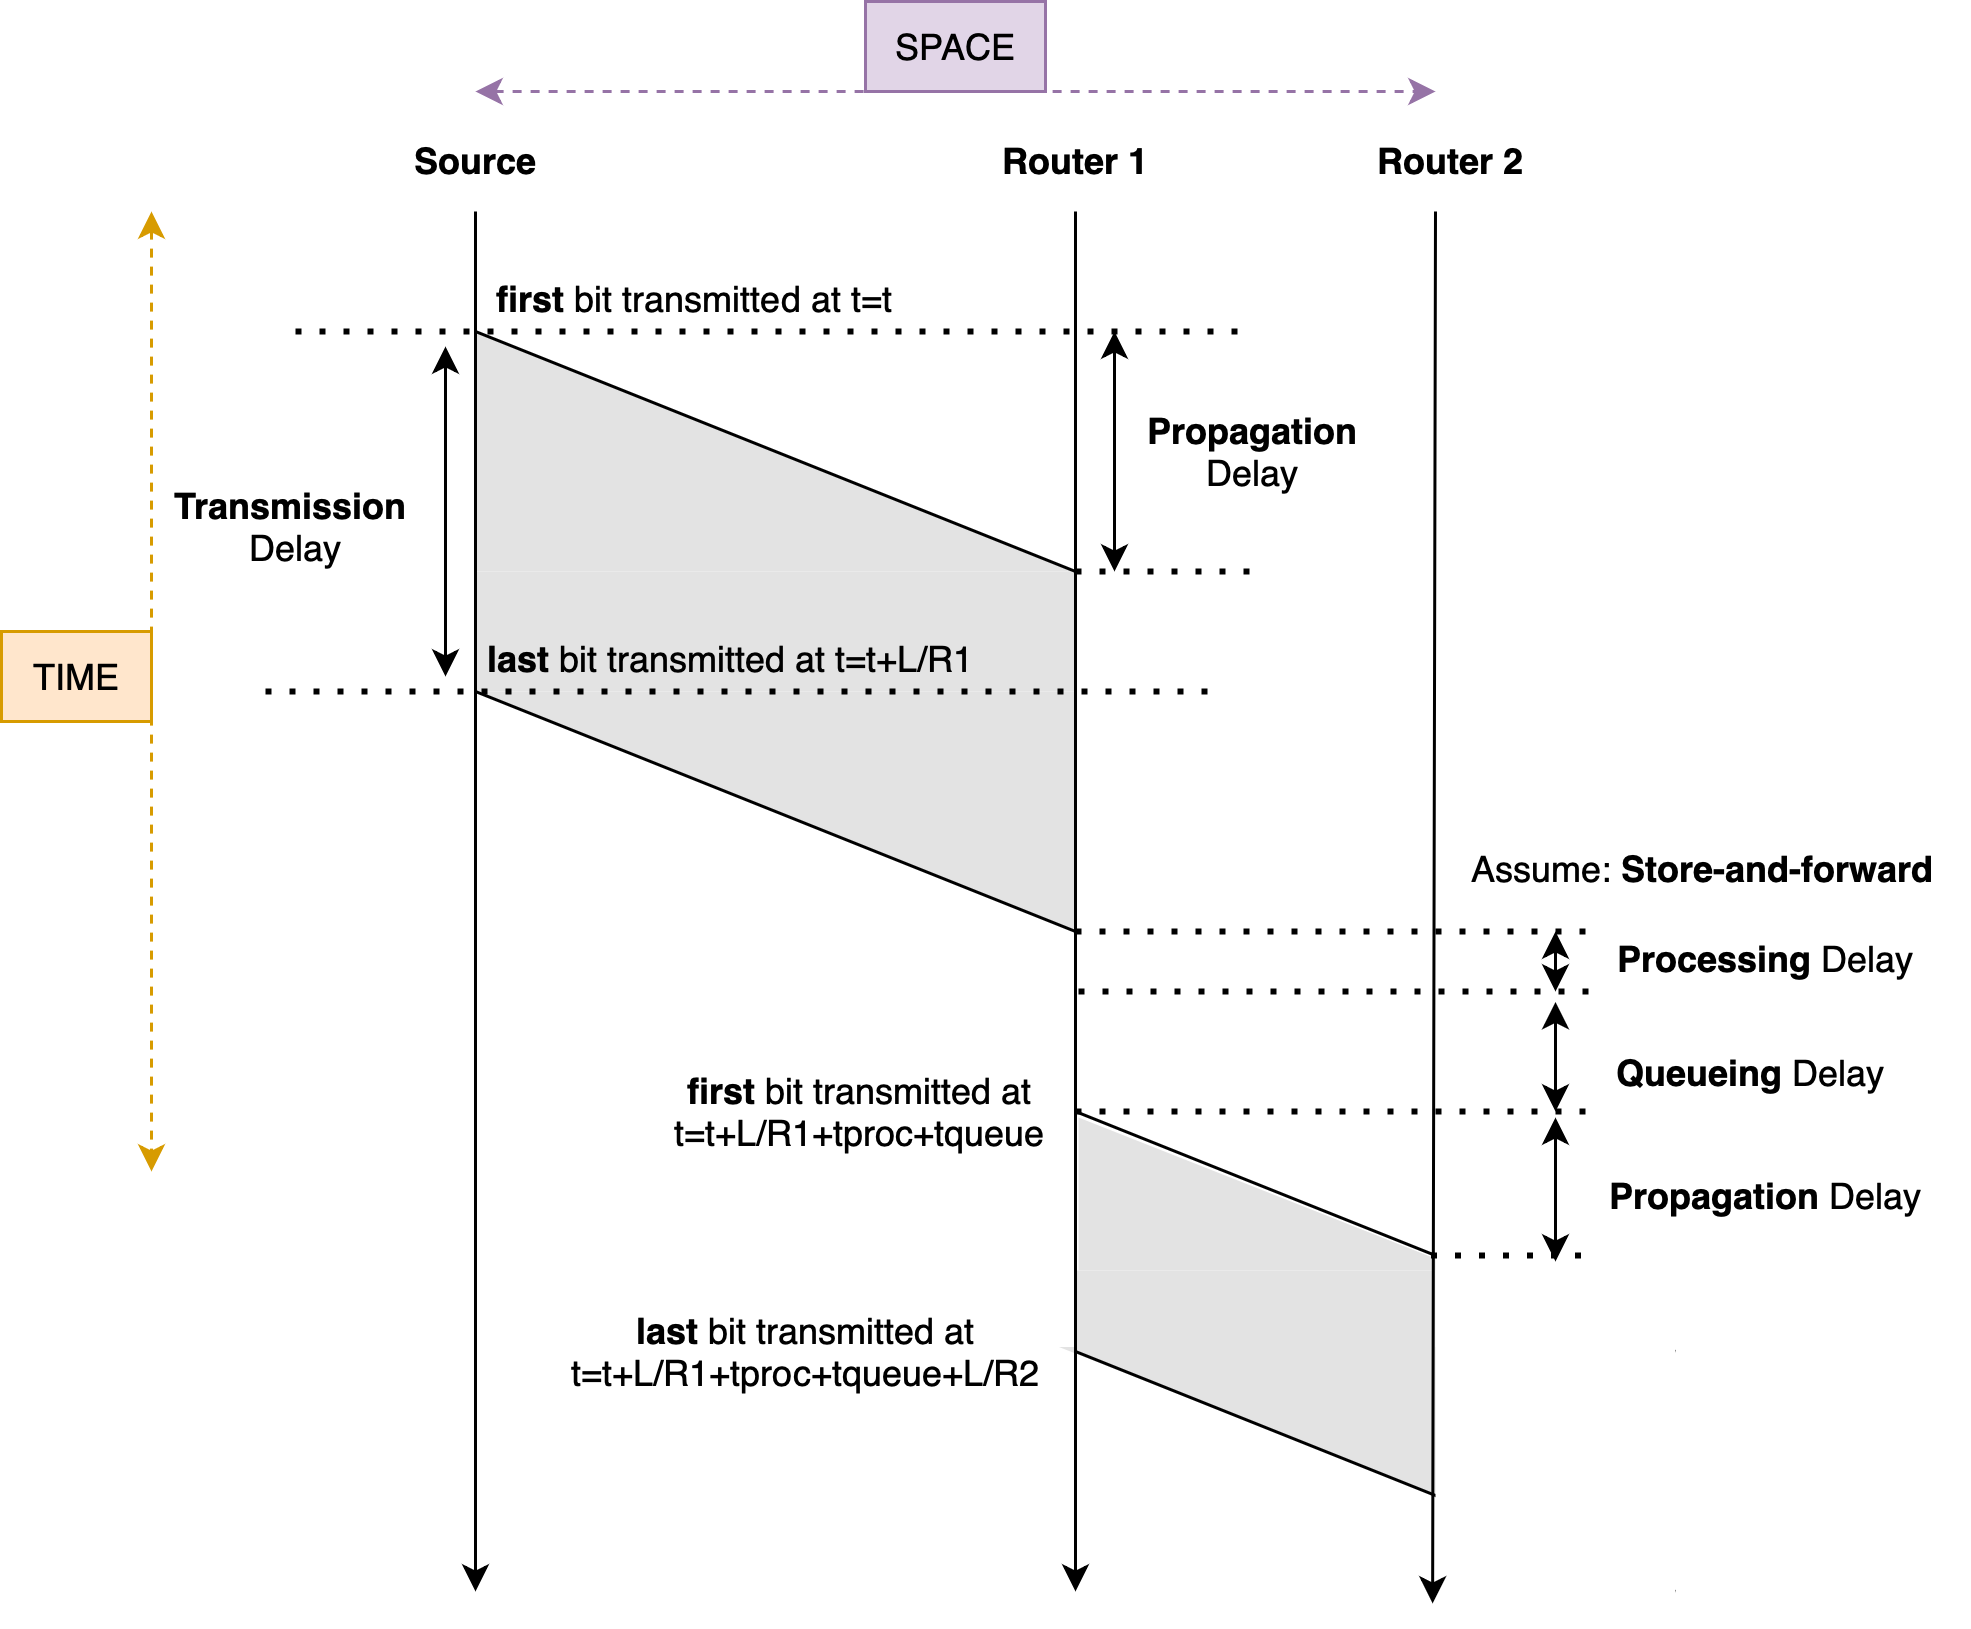 SPACE
Source
Router 1
Router 2
first bit transmitted at t=t
Propagation
Delay
Transmission
Delay
last bit transmitted at t=t+L/R1
TIME
Assume: Store-and-forward
Processing Delay
Queueing Delay
first bit transmitted at
t=t+L/R1+tproc+tqueue
Propagation Delay
last bit transmitted at
t=t+L/R1+tproc+tqueue+L/R2